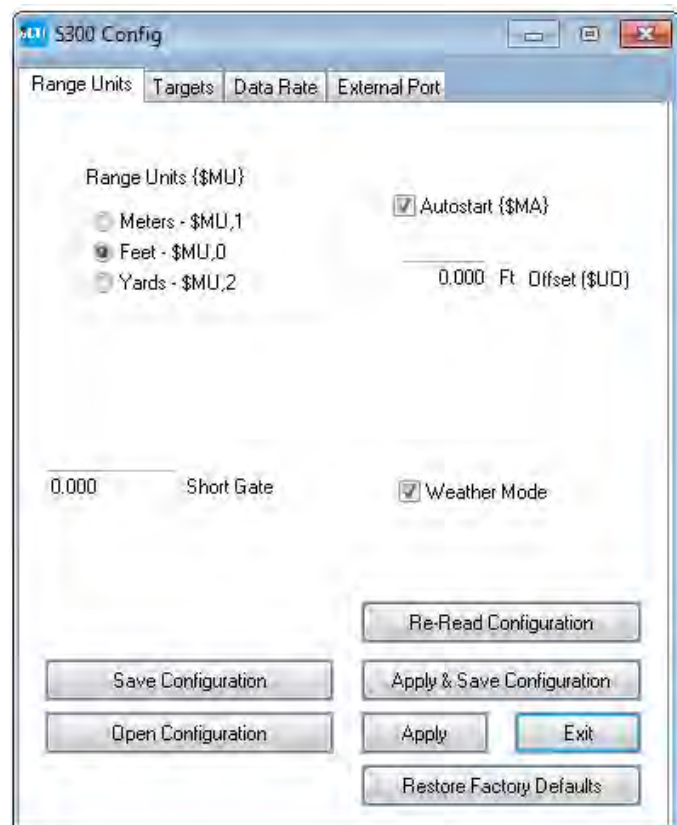 S300 Config
Range Units
Targets
Data Rate
External Port
Range Units {$MU}
Meters - $MU,1
Feet - $MU,0
Yards - $MU,2
Autostart {$MA}
0.000 Ft Offset ($UO)
0.000 Short Gate
Weather Mode
Re-Read Configuration
Save Configuration
Apply & Save Configuration
Open Configuration
Apply
Exit
Restore Factory Defaults